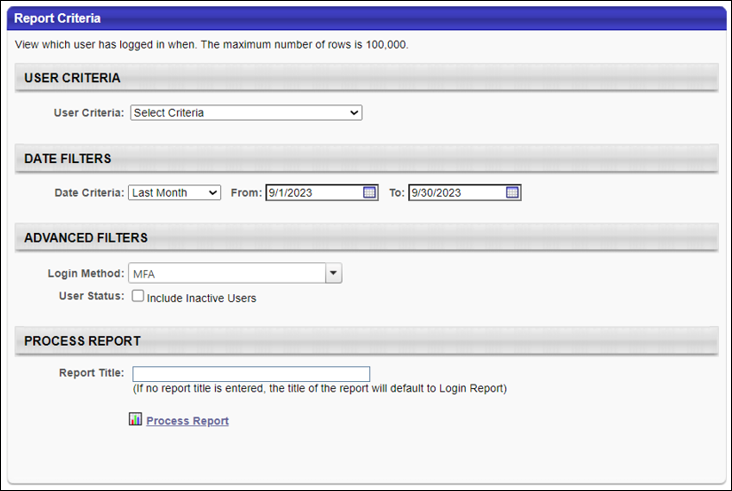 Report Criteria
View which user has logged in when. The maximum number of rows is 100,000.
USER CRITERIA
User Criteria: Select Criteria
DATE FILTERS
Date Criteria: Last Month From: 9/1/2023 To: 9/30/2023
ADVANCED FILTERS
Login Method: MFA
User Status: Include Inactive Users
PROCESS REPORT
Report Title:
(If no report title is entered, the title of the report will default to Login Report)
Process Report